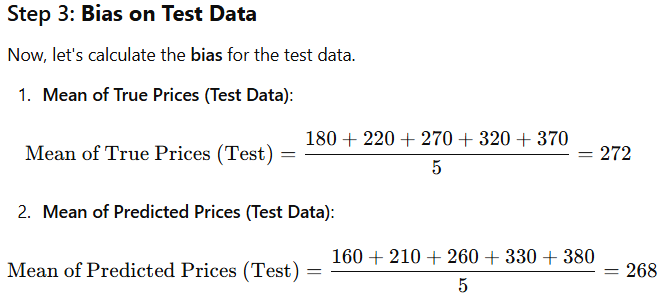 Step 3: Bias on Test Data
Now, let's calculate the bias for the test data.
1. Mean of True Prices (Test Data):
Mean of True Prices (Test) = (180 + 220 + 270 + 320 + 370) / 5 = 272
2. Mean of Predicted Prices (Test Data):
Mean of Predicted Prices (Test) = (160 + 210 + 260 + 330 + 380) / 5 = 268